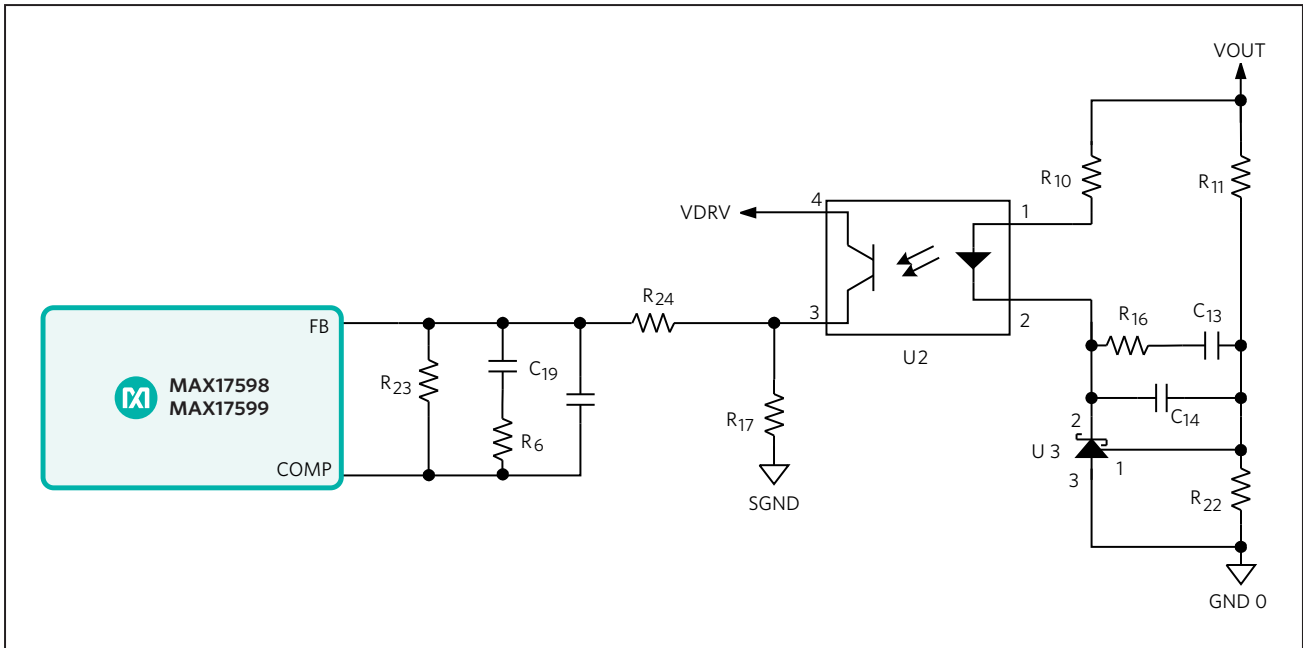 VOUT
R10
R11
VDRV
4
1
R24
FB
3
2
R16
C13
U2
R23
C19
MAX17598
MAX17599
C14
R17
2
R6
U 3
1
COMP
3
R22
SGND
GND 0